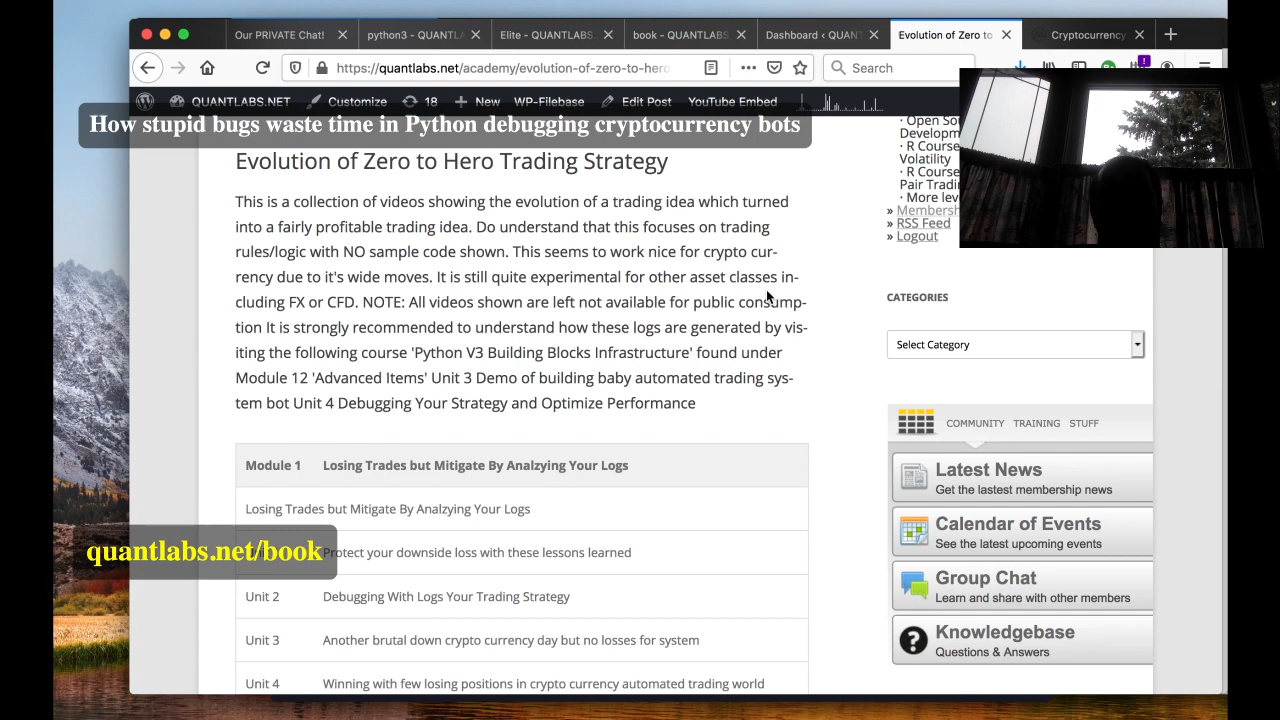 Our PRIVATE Chat!
python3 - QUANTLA
Elite - QUANTLABS.
book - QUANTLABS
Dashboard ‹ QUANT
Evolution of Zero to
Cryptocurrency
https://quantlabs.net/academy/evolution-of-zero-to-hero
Search
QUANTLABS.NET
Customize
18
New
WP-Filebase
Edit Post
YouTube Embed
How stupid bugs waste time in Python debugging cryptocurrency bots
Evolution of Zero to Hero Trading Strategy
This is a collection of videos showing the evolution of a trading idea which turned
into a fairly profitable trading idea. Do understand that this focuses on trading
rules/logic with NO sample code shown. This seems to work nice for crypto cur-
rency due to it's wide moves. It is still quite experimental for other asset classes in-
cluding FX or CFD. NOTE: All videos shown are left not available for public consump-
tion It is strongly recommended to understand how these logs are generated by vis-
iting the following course 'Python V3 Building Blocks Infrastructure' found under
Module 12 'Advanced Items' Unit 3 Demo of building baby automated trading sys-
tem bot Unit 4 Debugging Your Strategy and Optimize Performance
Module 1 Losing Trades but Mitigate By Analzying Your Logs
Losing Trades but Mitigate By Analzying Your Logs
Protect your downside loss with these lessons learned
quantlabs.net/book
Unit 2 Debugging With Logs Your Trading Strategy
Unit 3 Another brutal down crypto currency day but no losses for system
Unit 4 Winning with few losing positions in crypto currency automated trading world
· Open So
Developm
· R Course
Volatility
· R Course
Pair Tradin
· More leve
» Membersh
» RSS Feed
» Logout
CATEGORIES
Select Category
COMMUNITY TRAINING STUFF
Latest News
Get the lastest membership news
Calendar of Events
See the latest upcoming events
Group Chat
Learn and share with other members
Knowledgebase
Questions & Answers